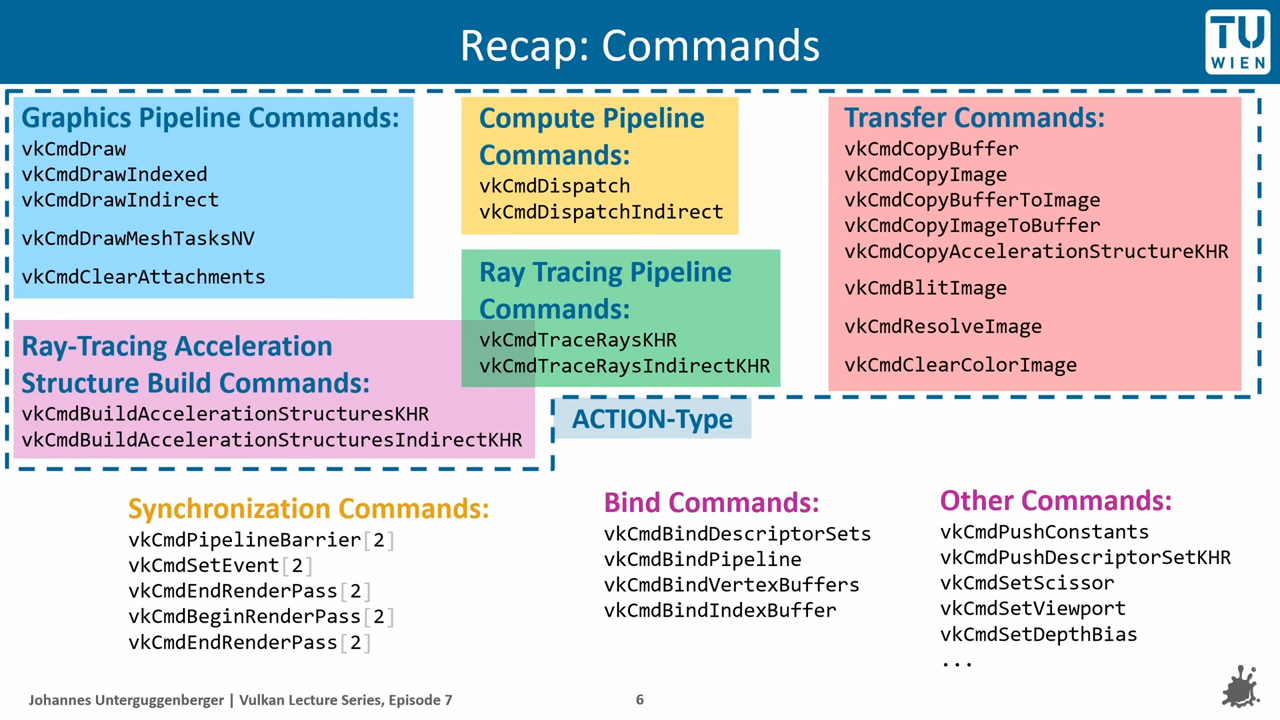 Recap: Commands
TU
WIEN
Graphics Pipeline Commands:
vkCmdDraw
vkCmdDrawIndexed
vkCmdDrawIndirect
vkCmdDrawMeshTasksNV
vkCmdClearAttachments
Compute Pipeline
Commands:
vkCmdDispatch
vkCmdDispatchIndirect
Transfer Commands:
vkCmdCopyBuffer
vkCmdCopyImage
vkCmdCopyBufferToImage
vkCmdCopyImageToBuffer
vkCmdCopyAccelerationStructureKHR
vkCmdBlitImage
vkCmdResolveImage
vkCmdClearColorImage
Ray Tracing Pipeline
Commands:
vkCmdTraceRaysKHR
vkCmdTraceRaysIndirectKHR
Ray-Tracing Acceleration
Structure Build Commands:
vkCmdBuildAccelerationStructuresKHR
vkCmdBuildAccelerationStructuresIndirectKHR
ACTION-Type
Synchronization Commands:
vkCmdPipelineBarrier[2]
vkCmdSetEvent[2]
vkCmdEndRenderPass[2]
vkCmdBeginRenderPass[2]
vkCmdEndRenderPass[2]
Bind Commands:
vkCmdBindDescriptorSets
vkCmdBindPipeline
vkCmdBindVertexBuffers
vkCmdBindIndexBuffer
Other Commands:
vkCmdPushConstants
vkCmdPushDescriptorSetKHR
vkCmdSetScissor
vkCmdSetViewport
vkCmdSetDepthBias
...
Johannes Unterguggenberger | Vulkan Lecture Series, Episode 7
6